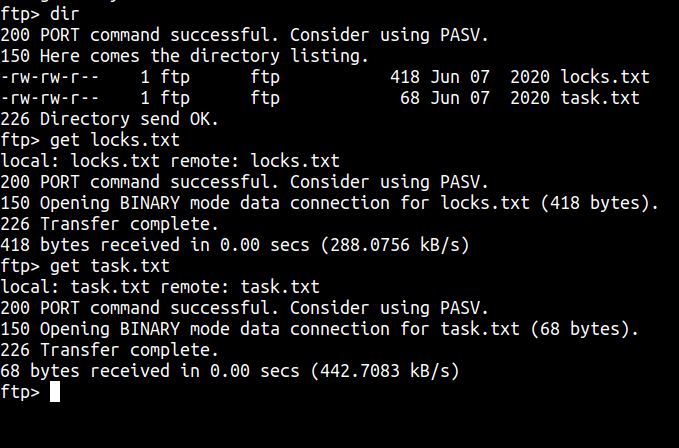 ftp> dir
200 PORT command successful. Consider using PASV.
150 Here comes the directory listing.
-rw-rw-r--    1 ftp      ftp           418 Jun 07  2020 locks.txt
-rw-rw-r--    1 ftp      ftp            68 Jun 07  2020 task.txt
226 Directory send OK.
ftp> get locks.txt
local: locks.txt remote: locks.txt
200 PORT command successful. Consider using PASV.
150 Opening BINARY mode data connection for locks.txt (418 bytes).
226 Transfer complete.
418 bytes received in 0.00 secs (288.0756 kB/s)
ftp> get task.txt
local: task.txt remote: task.txt
200 PORT command successful. Consider using PASV.
150 Opening BINARY mode data connection for task.txt (68 bytes).
226 Transfer complete.
68 bytes received in 0.00 secs (442.7083 kB/s)
ftp>